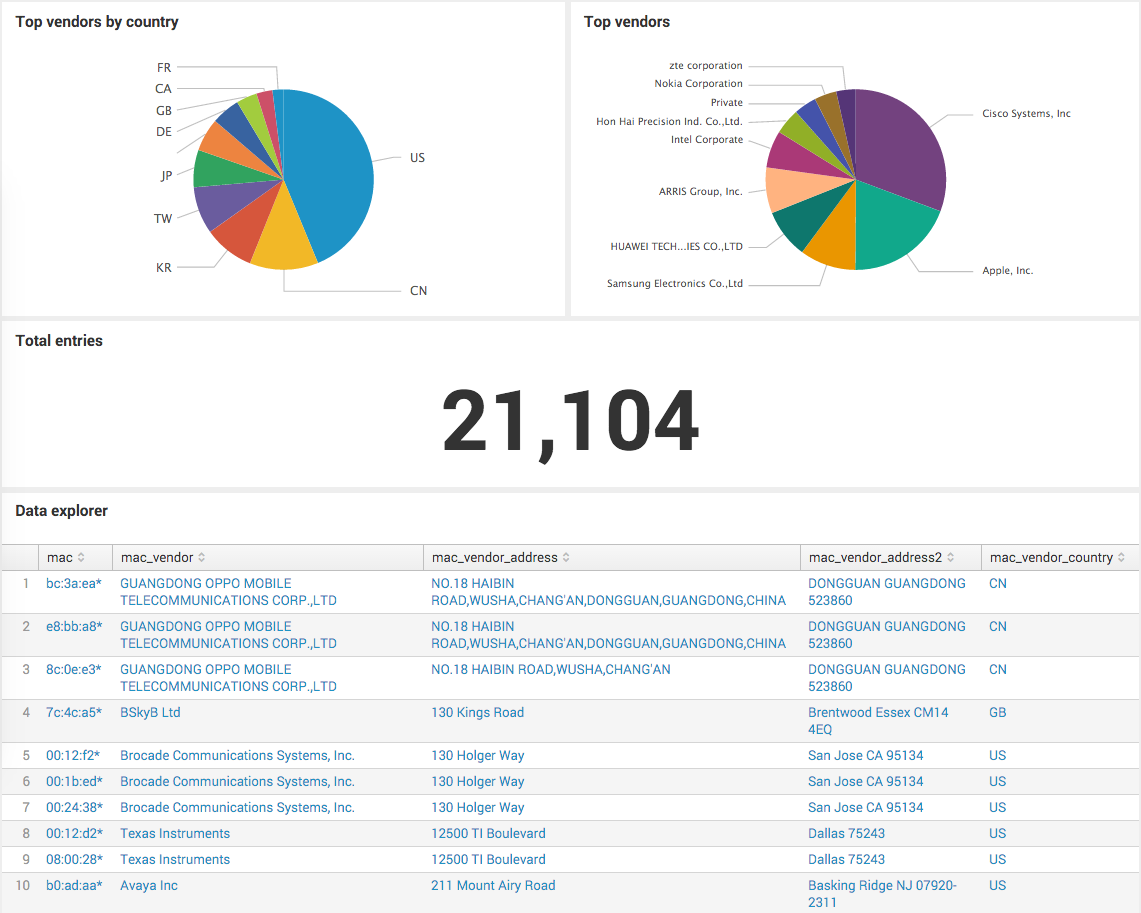 Top vendors by country
FR
CA
GB
DE
JP
TW
KR
US
CN
Top vendors
zte corporation
Nokia Corporation
Private
Hon Hai Precision Ind. Co.,Ltd.
Intel Corporate
ARRIS Group, Inc.
HUAWEI TECH...IES CO.,LTD
Samsung Electronics Co.,Ltd
Cisco Systems, Inc
Apple, Inc.
Total entries
21,104
Data explorer
mac mac_vendor mac_vendor_address mac_vendor_address2 mac_vendor_country
1 bc:3a:ea* GUANGDONG OPPO MOBILE NO.18 HAIBIN DONGGUAN GUANGDONG CN
TELECOMMUNICATIONS CORP.,LTD ROAD,WUSHA,CHANG'AN,DONGGUAN,GUANGDONG,CHINA 523860
2 e8:bb:a8* GUANGDONG OPPO MOBILE NO.18 HAIBIN DONGGUAN GUANGDONG CN
TELECOMMUNICATIONS CORP.,LTD ROAD,WUSHA,CHANG'AN,DONGGUAN,GUANGDONG,CHINA 523860
3 8c:0e:e3* GUANGDONG OPPO MOBILE NO.18 HAIBIN ROAD,WUSHA,CHANG'AN DONGGUAN GUANGDONG CN
TELECOMMUNICATIONS CORP.,LTD 523860
4 7c:4c:a5* BSkyB Ltd 130 Kings Road Brentwood Essex CM14 GB
4EQ
5 00:12:f2* Brocade Communications Systems, Inc. 130 Holger Way San Jose CA 95134 US
6 00:1b:ed* Brocade Communications Systems, Inc. 130 Holger Way San Jose CA 95134 US
7 00:24:38* Brocade Communications Systems, Inc. 130 Holger Way San Jose CA 95134 US
8 00:12:d2* Texas Instruments 12500 TI Boulevard Dallas 75243 US
9 08:00:28* Texas Instruments 12500 TI Boulevard Dallas 75243 US
10 b0:ad:aa* Avaya Inc 211 Mount Airy Road Basking Ridge NJ 07920- US
2311